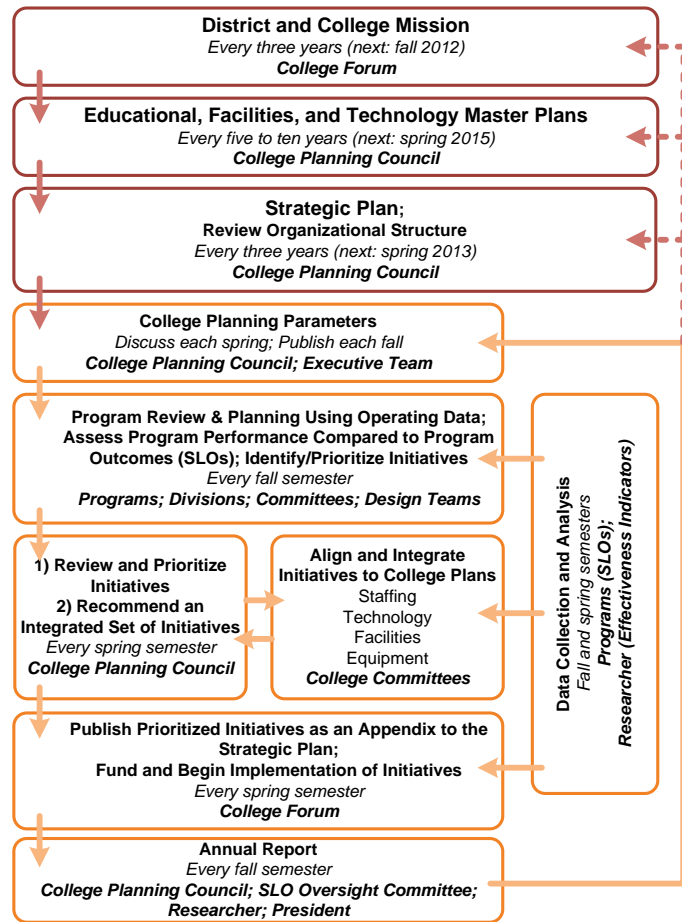 District and College Mission
Every three years (next: fall 2012)
College Forum
Educational, Facilities, and Technology Master Plans
Every five to ten years (next: spring 2015)
College Planning Council
Strategic Plan;
Review Organizational Structure
Every three years (next: spring 2013)
College Planning Council
College Planning Parameters
Discuss each spring; Publish each fall
College Planning Council; Executive Team
Program Review & Planning Using Operating Data;
Assess Program Performance Compared to Program
Outcomes (SLOs); Identify/Prioritize Initiatives
Every fall semester
Programs; Divisions; Committees; Design Teams
1) Review and Prioritize
Initiatives
2) Recommend an
Integrated Set of Initiatives
Every spring semester
College Planning Council
Align and Integrate
Initiatives to College Plans
Staffing
Technology
Facilities
Equipment
College Committees
Data Collection and Analysis
Fall and spring semesters
Programs (SLOs);
Researcher (Effectiveness Indicators)
Publish Prioritized Initiatives as an Appendix to the
Strategic Plan;
Fund and Begin Implementation of Initiatives
Every spring semester
College Forum
Annual Report
Every fall semester
College Planning Council; SLO Oversight Committee;
Researcher; President